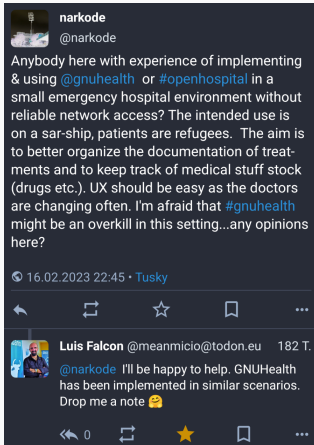 narkode
@narkode
Anybody here with experience of implementing
& using @gnuhealth or #openhospital in a
small emergency hospital environment without
reliable network access? The intended use is
on a sar-ship, patients are refugees. The aim is
to better organize the documentation of treat-
ments and to keep track of medical stuff stock
(drugs etc.). UX should be easy as the doctors
are changing often. I'm afraid that #gnuhealth
might be an overkill in this setting...any opinions
here?
16.02.2023 22:45 • Tusky
Luis Falcon @meanmicio@todon.eu 182 T.
@narkode I'll be happy to help. GNUHealth
has been implemented in similar scenarios.
Drop me a note 🤗
0